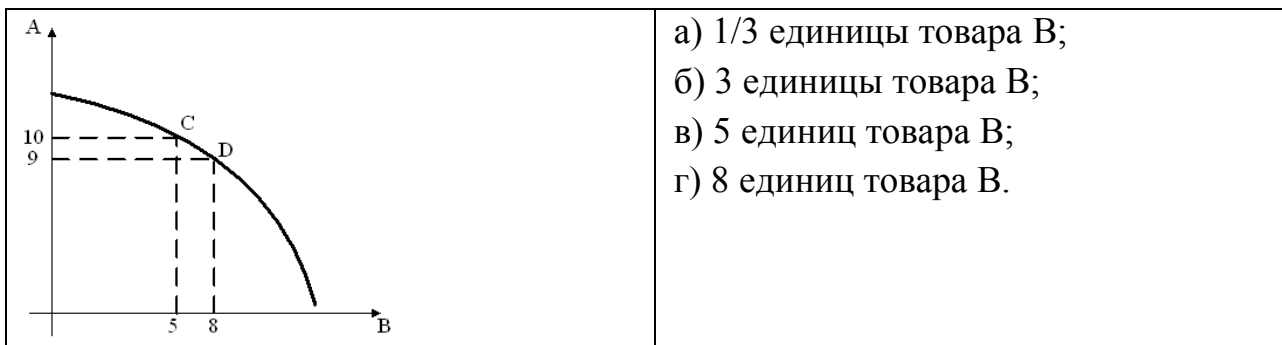 A
C
10
D
9
5
8
B
а) 1/3 единицы товара В;
б) 3 единицы товара В;
в) 5 единиц товара В;
г) 8 единиц товара В.